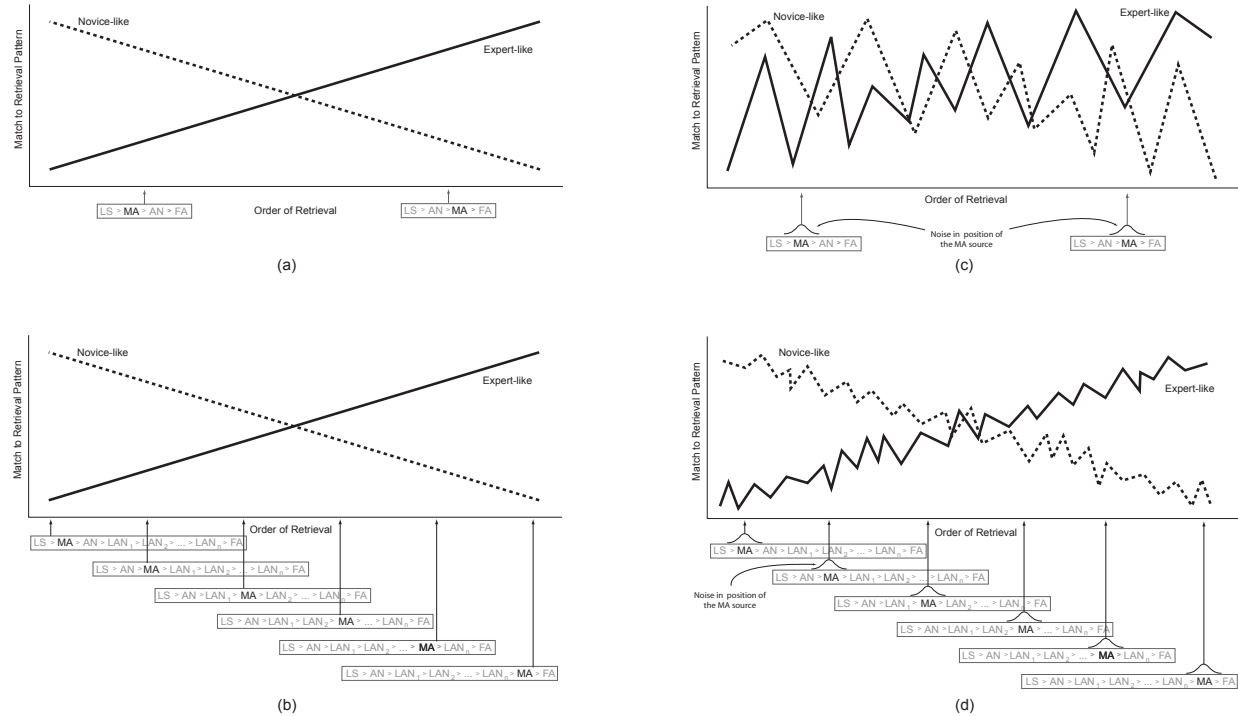 Match to Retrieval Pattern
Novice-like
Expert-like
LS > MA > AN > FA
Order of Retrieval
LS > AN > MA > FA
(a)
Match to Retrieval Pattern
Novice-like
Expert-like
Order of Retrieval
Noise in position of
the MA source
LS > MA > AN > FA
LS > AN > MA > FA
(c)
Match to Retrieval Pattern
Novice-like
Expert-like
Order of Retrieval
LS > MA > AN > LAN1 > LAN2 > ... > LANn > FA
LS > AN > MA > LAN1 > LAN2 > ... > LANn > FA
LS > AN > LAN1 > MA > LAN2 > ... > LANn > FA
LS > AN > LAN1 > LAN2 > MA > ... > LANn > FA
LS > AN > LAN1 > LAN2 > ... > MA > LANn > FA
LS > AN > LAN1 > LAN2 > ... > LANn > MA > FA
(b)
Match to Retrieval Pattern
Novice-like
Expert-like
Order of Retrieval
LS > MA > AN > LAN1 > LAN2 > ... > LANn > FA
LS > AN > MA > LAN1 > LAN2 > ... > LANn > FA
Noise in position of
the MA source
LS > AN > LAN1 > MA > LAN2 > ... > LANn > FA
LS > AN > LAN1 > LAN2 > MA > ... > LANn > FA
LS > AN > LAN1 > LAN2 > ... > MA > LANn > FA
LS > AN > LAN1 > LAN2 > ... > LANn > MA > FA
(d)